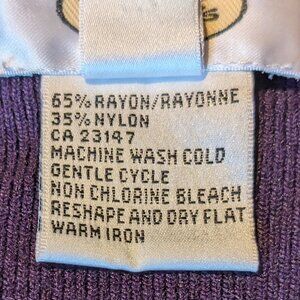 65% RAYON/RAYONNE
35% NYLON
CA 23147
MACHINE WASH COLD
GENTLE CYCLE
NON CHLORINE BLEACH
RESHAPE AND DRY FLAT
WARM IRON